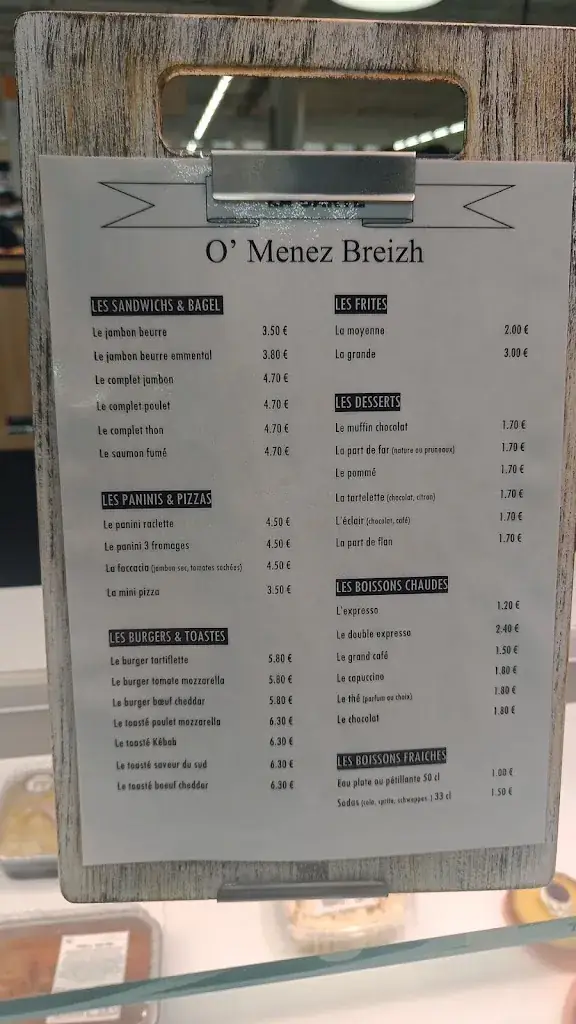 O' Menez Breizh
LES SANDWICHS & BAGEL
Le jambon beurre 3.50 €
Le jambon beurre emmental 3.80 €
Le complet jambon 4.70 €
Le complet poulet 4.70 €
Le complet thon 4.70 €
Le saumon fumé 4.70 €
LES PANINIS & PIZZAS
Le panini raclette 4.50 €
Le panini 3 fromages 4.50 €
La foccacia (jambon sec, tomates sachées) 4.50 €
La mini pizza 3.50 €
LES BURGERS & TOASTES
Le burger tartiflette 5.80 €
Le burger tomate mozzarella 5.80 €
Le burger bœuf cheddar 5.80 €
Le toasté poulet mozzarella 6.30 €
Le toasté Kébab 6.30 €
Le toasté saveur du sud 6.30 €
Le toasté boeuf cheddar 6.30 €
LES FRITES
La moyenne 2.00 €
La grande 3.00 €
LES DESSERTS
Le muffin chocolat 1.70 €
La part de far (nature ou pruneaux) 1.70 €
Le pommé 1.70 €
La tartelette (chocolat, citron) 1.70 €
L'éclair (chocolat, café) 1.70 €
La part de flan 1.70 €
LES BOISSONS CHAUDES
L'expresso 1.20 €
Le double expresso 2.40 €
Le grand café 1.50 €
Le capuccino 1.80 €
Le thé (parfum au choix) 1.80 €
Le chocolat 1.80 €
LES BOISSONS FRAICHES
Eau plate ou pétillante 50 cl 1.00 €
Sodas (cola, sprite, schweppes ) 33 cl 1.50 €